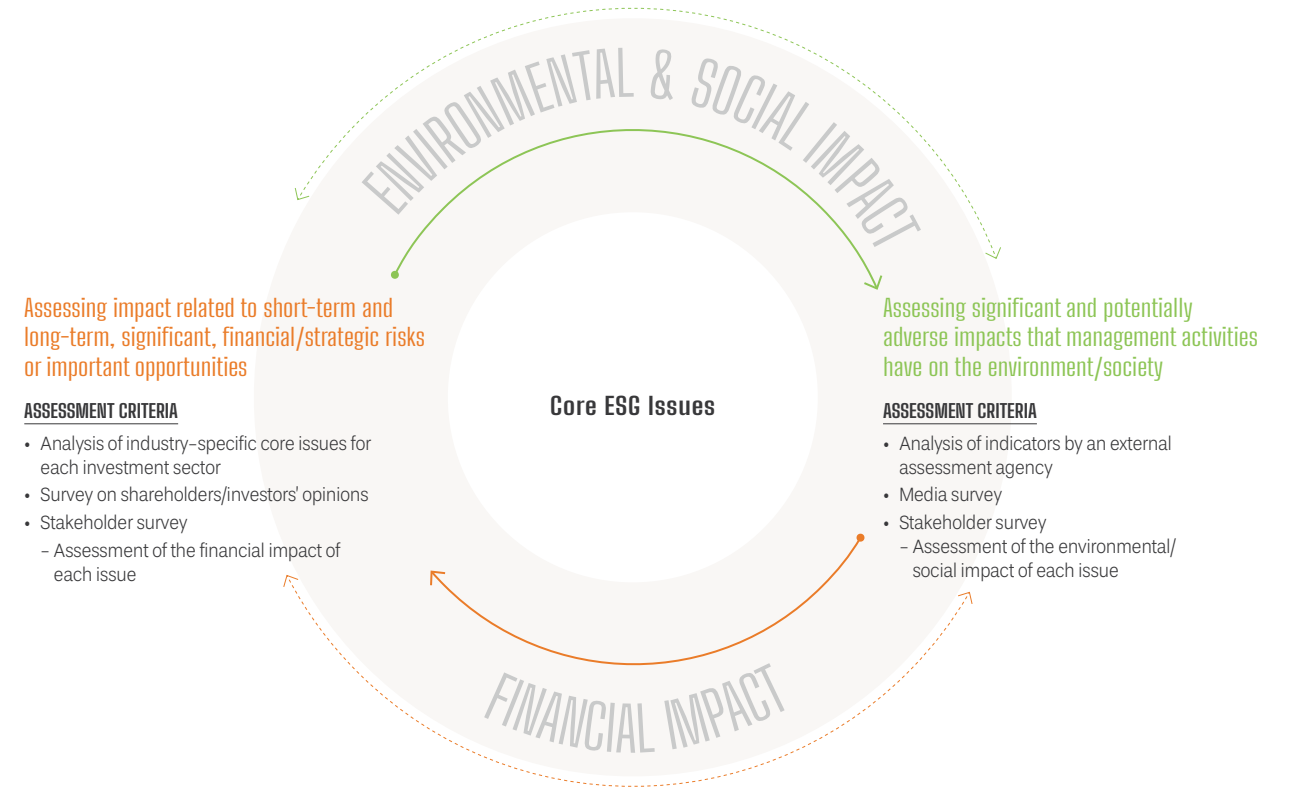 ENVIRONMENTAL & SOCIAL IMPACT
Assessing impact related to short-term and
long-term, significant, financial/strategic risks
or important opportunities
ASSESSMENT CRITERIA
• Analysis of industry-specific core issues for
each investment sector
• Survey on shareholders/investors' opinions
• Stakeholder survey
– Assessment of the financial impact of
each issue
Core ESG Issues
Assessing significant and potentially
adverse impacts that management activities
have on the environment/society
ASSESSMENT CRITERIA
• Analysis of indicators by an external
assessment agency
• Media survey
• Stakeholder survey
– Assessment of the environmental/
social impact of each issue
FINANCIAL IMPACT